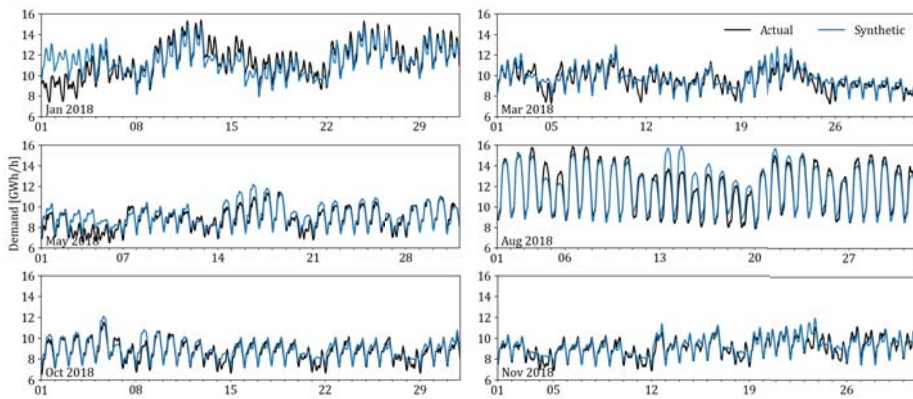 16
14
12
10
8
6
Jan 2018
01 08 15 22 29
16
14
12
10
8
6
Actual Synthetic
Mar 2018
01 05 12 19 26
Demand [GWh/h]
16
14
12
10
8
6
May 2018
01 07 14 21 28
16
14
12
10
8
6
Aug 2018
01 06 13 20 27
16
14
12
10
8
6
Oct 2018
01 08 15 22 29
16
14
12
10
8
6
Nov 2018
01 05 12 19 26